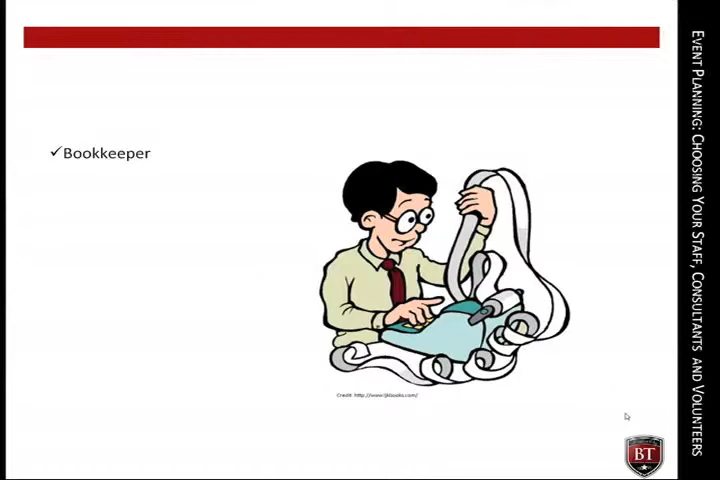 ✓Bookkeeper
Credit: http://www.ljkbooks.com/
BT
EVENT PLANNING: CHOOSING YOUR STAFF, CONSULTANTS AND VOLUNTEERS